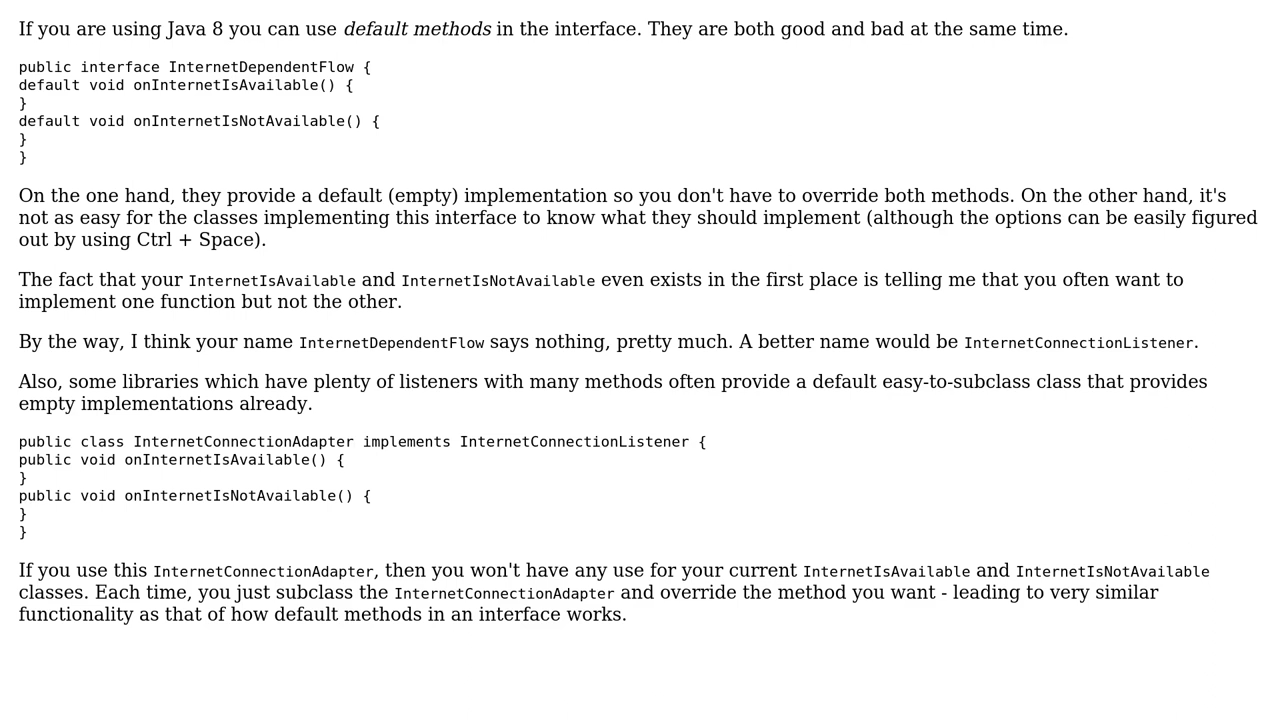 If you are using Java 8 you can use default methods in the interface. They are both good and bad at the same time.
public interface InternetDependentFlow {
default void onInternetIsAvailable() {
}
default void onInternetIsNotAvailable() {
}
}
On the one hand, they provide a default (empty) implementation so you don't have to override both methods. On the other hand, it's
not as easy for the classes implementing this interface to know what they should implement (although the options can be easily figured
out by using Ctrl + Space).
The fact that your InternetIsAvailable and InternetIsNotAvailable even exists in the first place is telling me that you often want to
implement one function but not the other.
By the way, I think your name InternetDependentFlow says nothing, pretty much. A better name would be InternetConnectionListener.
Also, some libraries which have plenty of listeners with many methods often provide a default easy-to-subclass class that provides
empty implementations already.
public class InternetConnectionAdapter implements InternetConnectionListener {
public void onInternetIsAvailable() {
}
public void onInternetIsNotAvailable() {
}
}
If you use this InternetConnectionAdapter, then you won't have any use for your current InternetIsAvailable and InternetIsNotAvailable
classes. Each time, you just subclass the InternetConnectionAdapter and override the method you want - leading to very similar
functionality as that of how default methods in an interface works.